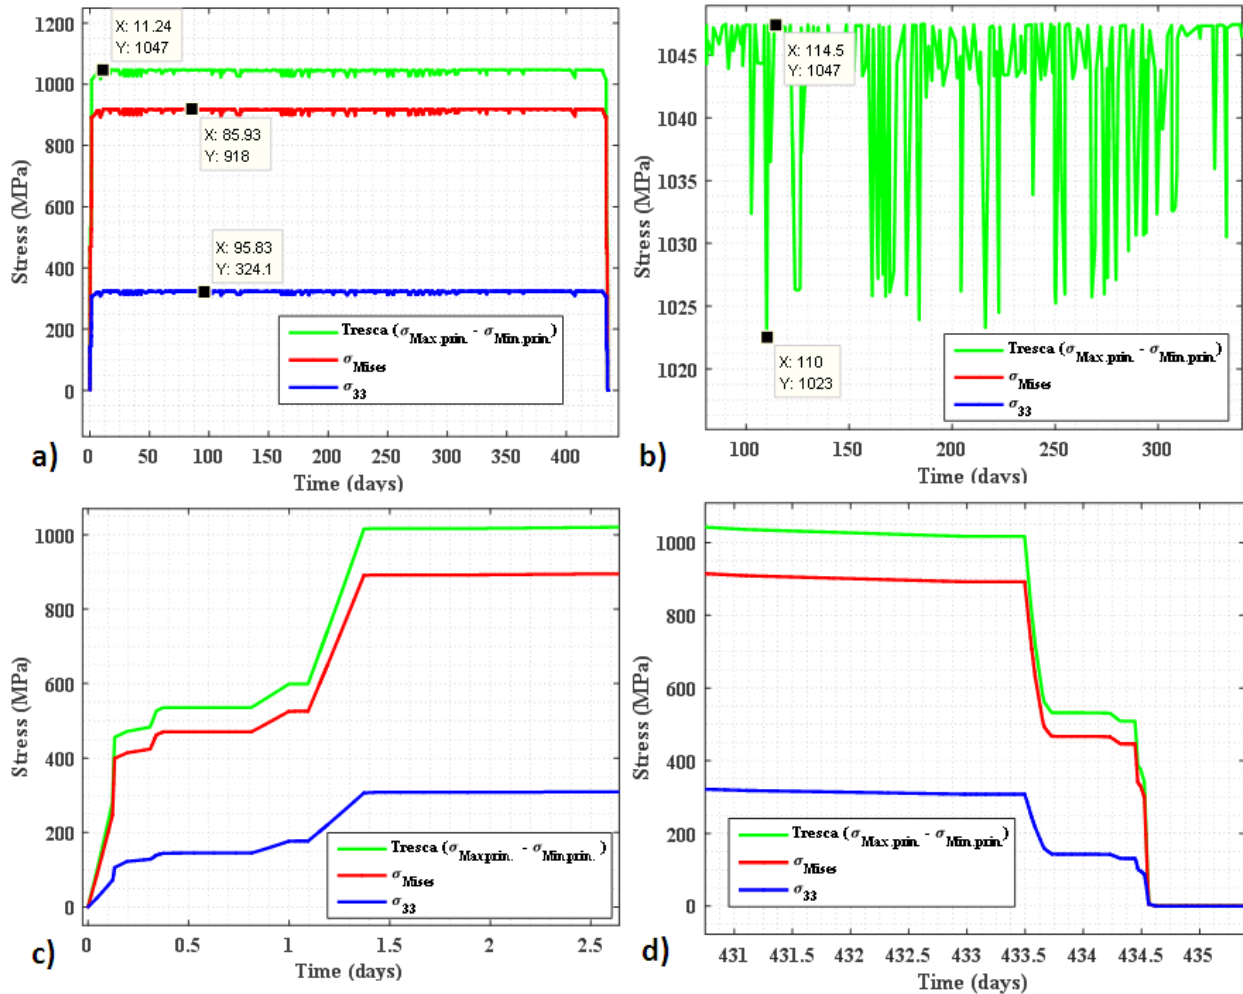 1200
1000
800
600
400
200
0
Stress (MPa)
X: 11.24
Y: 1047
X: 85.93
Y: 918
X: 95.83
Y: 324.1
Tresca (σMax.prin. - σMin.prin.)
σMises
σ33
0 50 100 150 200 250 300 350 400
Time (days)
a)
1045
1040
1035
1030
1025
1020
Stress (MPa)
X: 114.5
Y: 1047
X: 110
Y: 1023
Tresca (σMax.prin. - σMin.prin.)
σMises
σ33
100 150 200 250 300
Time (days)
b)
1000
800
600
400
200
0
Stress (MPa)
Tresca (σMaxprin. - σMinprin.)
σMises
σ33
0 0.5 1 1.5 2 2.5
Time (days)
c)
1000
800
600
400
200
0
Stress (MPa)
Tresca (σMax.prin. - σMin.prin.)
σMises
σ33
431 431.5 432 432.5 433 433.5 434 434.5 435
Time (days)
d)